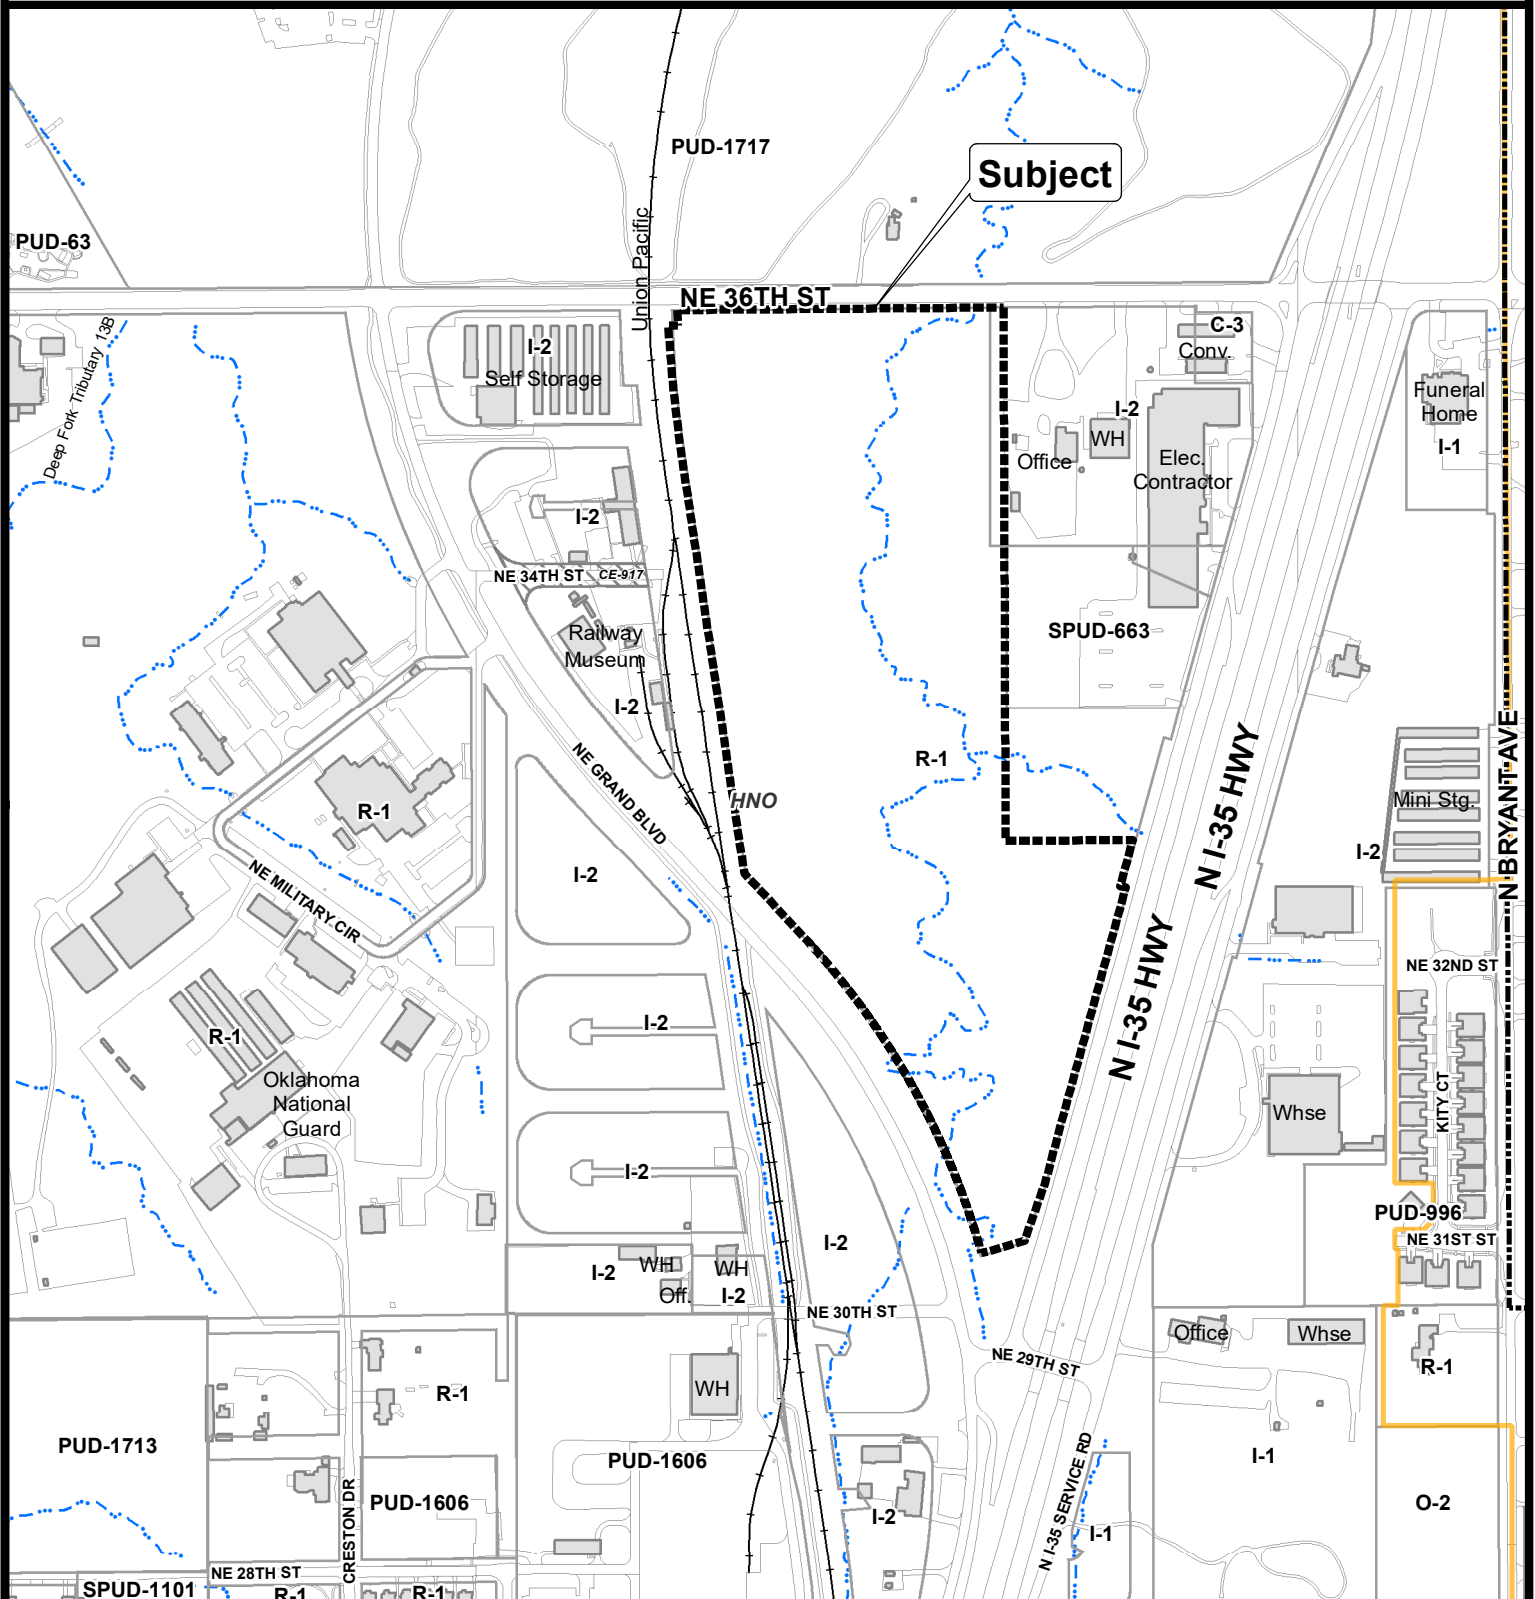 PUD-1717
Subject
PUD-63
Union Pacific
NE 36TH ST
Deep Fork Tributary 13B
I-2
Self Storage
C-3
Conv.
I-2
WH
Office
Elec.
Contractor
Funeral
Home
I-1
I-2
NE 34TH ST
CE-917
Railway
Museum
I-2
SPUD-663
R-1
HNO
NE GRAND BLVD
N I-35 HWY
N I-35 HWY
N BRYANT AVE
Mini Stg.
I-2
R-1
NE MILITARY CIR
I-2
NE 32ND ST
R-1
I-2
Oklahoma
National
Guard
Whse
KITY CT
I-2
PUD-996
NE 31ST ST
I-2
I-2
WH
Off.
WH
I-2
NE 30TH ST
Office
Whse
NE 29TH ST
R-1
WH
R-1
PUD-1713
PUD-1606
I-1
PUD-1606
CRESTON DR
I-2
N I-35 SERVICE RD
I-1
O-2
NE 28TH ST
SPUD-1101
R-1
R-1